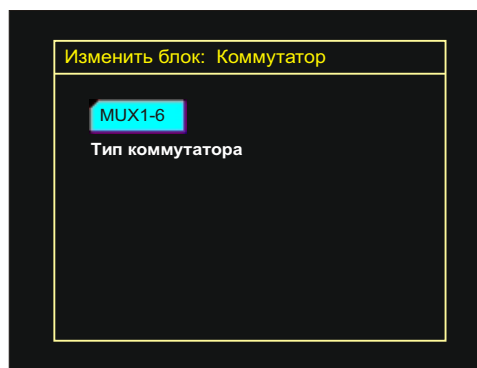 Изменить блок: Коммутатор
MUX1-6
Тип коммутатора